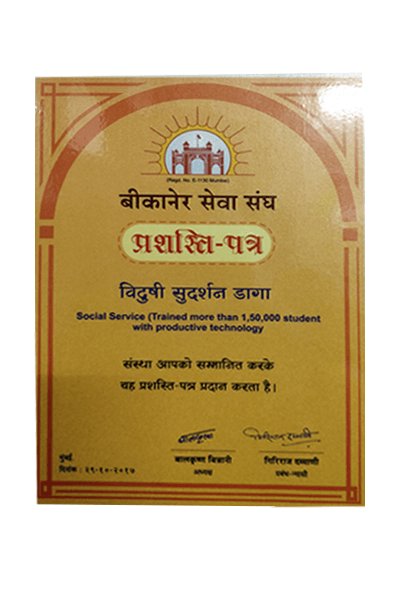 (Regd. No. E-1130 Mumbai)
बीकानेर सेवा संघ
प्रशस्ति-पत्र
विदुषी सुदर्शन डागा
Social Service (Trained more than 1,50,000 student
with productive technology
संस्था आपको सम्मानित करके
यह प्रशस्ति-पत्र प्रदान करता है।
मुंबई.
दिनांक : २९-१०-२०१७
बालकृष्ण बिन्नानी
अध्यक्ष
गिरिराज दम्माणी
प्रबंध-न्यासी